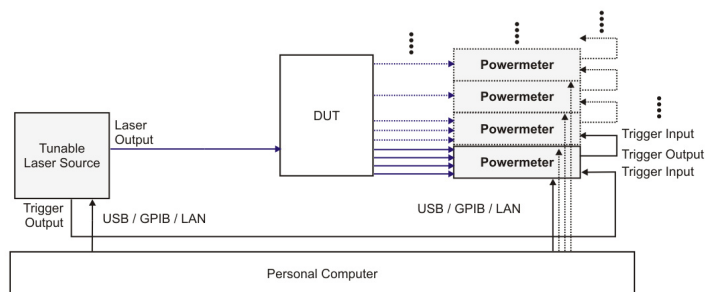 Powermeter
DUT
Powermeter
Laser
Output
Tunable
Laser Source
Powermeter
Trigger Input
Trigger Output
Powermeter
Trigger Input
Trigger
Output
USB / GPIB / LAN
USB / GPIB / LAN
Personal Computer